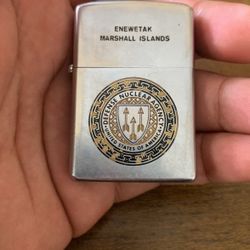 ENEWETAK
MARSHALL ISLANDS
DEFENSE NUCLEAR AGENCY
UNITED STATES OF AMERICA